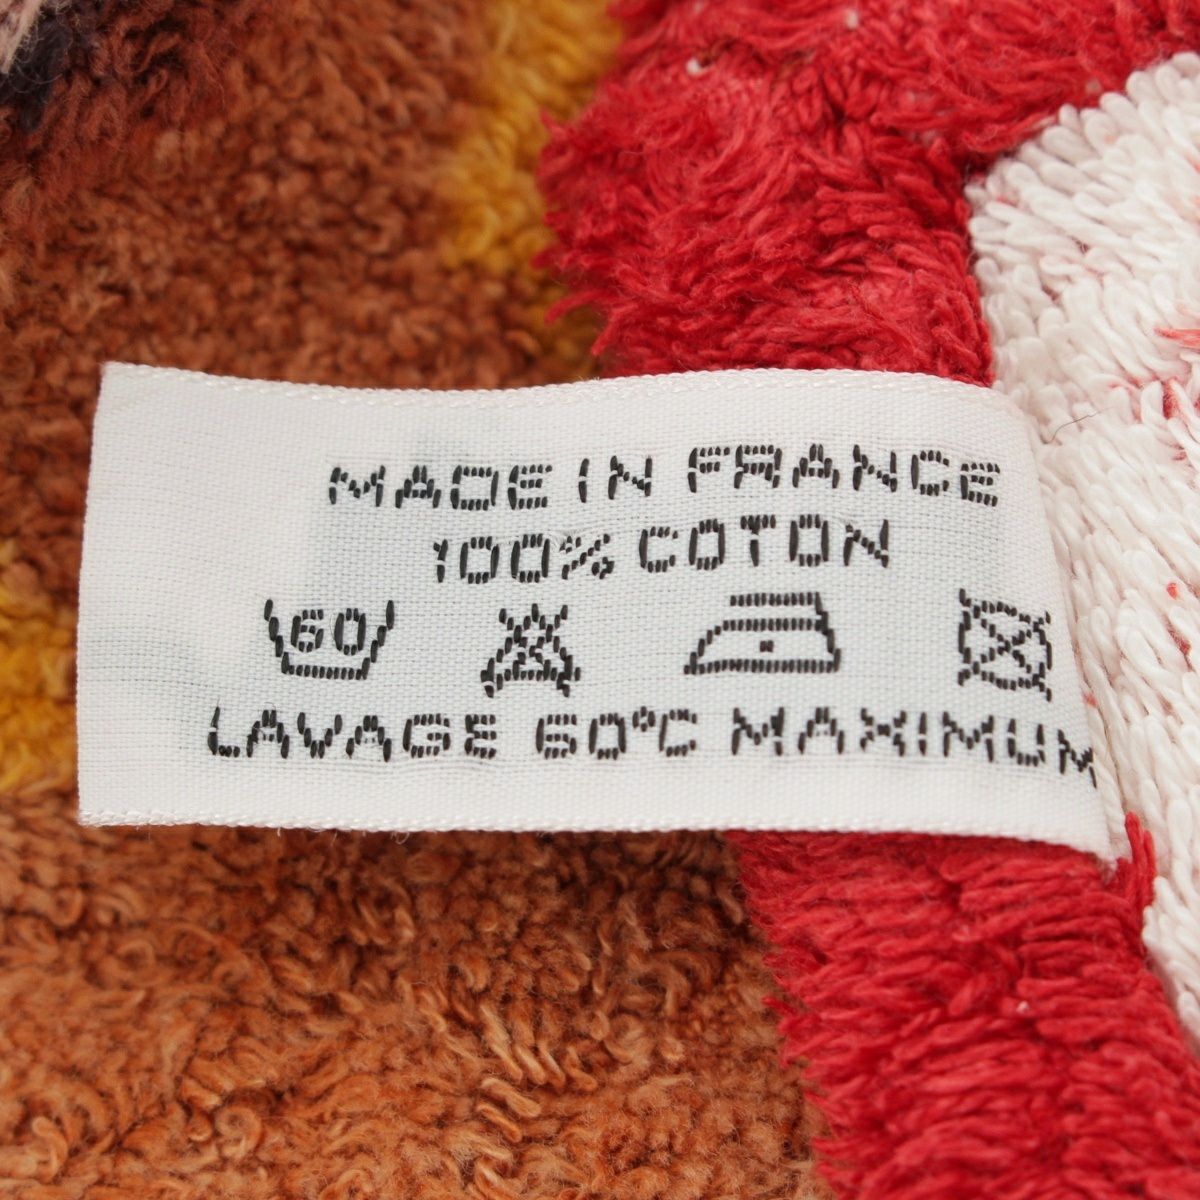 MADE IN FRANCE
100% COTON
60
LAVAGE 60°C MAXIMUM